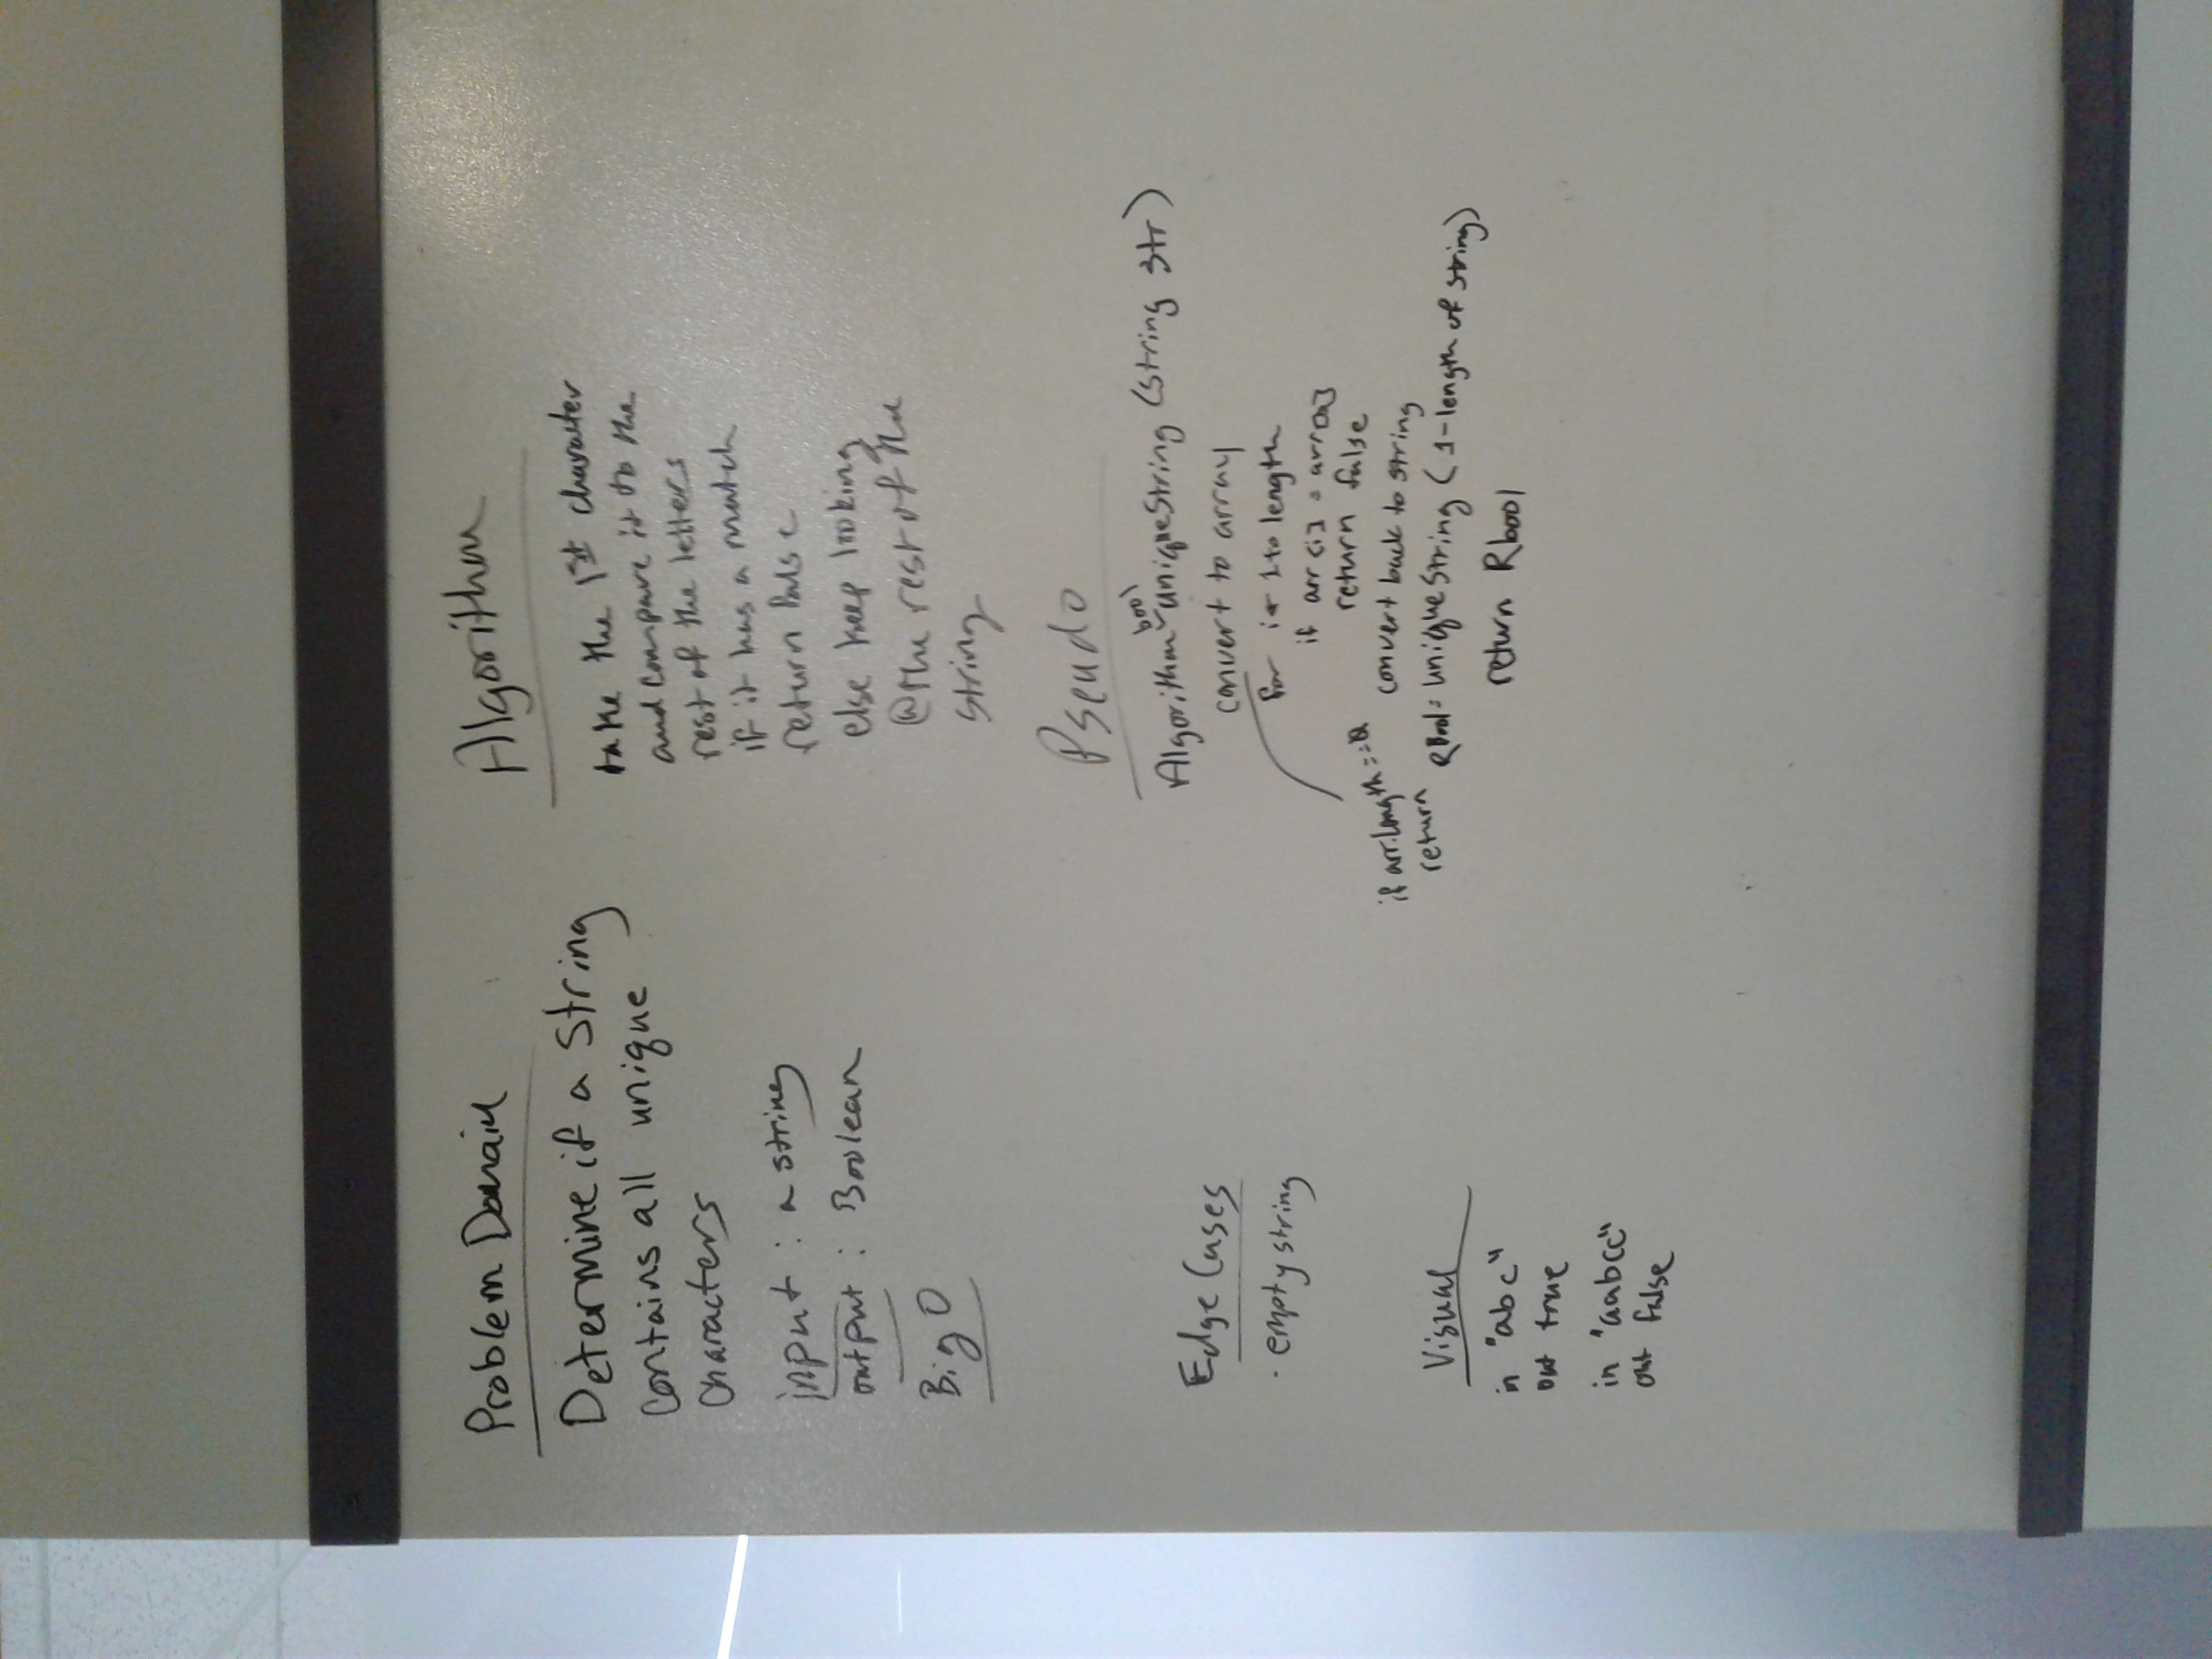 Problem Domain
Determine if a string
contains all unique
characters
input : a string
output : Boolean
Big O
Edge Cases
· empty string
Visual
in "abc"
out true
in "aabcc"
out false
Algorithm
take the 1st character
and compare it to the
rest of the letters
if it has a match
return false
else keep looking
@the rest of the
string
Pseudo
Algorithm bool uniqueString (string str)
convert to array
if arr.length == 0
return
for i ← 1 to length
if arr[i] = arr[0]
return false
convert back to string
RBool = uniqueString (1-length of string)
return Rbool